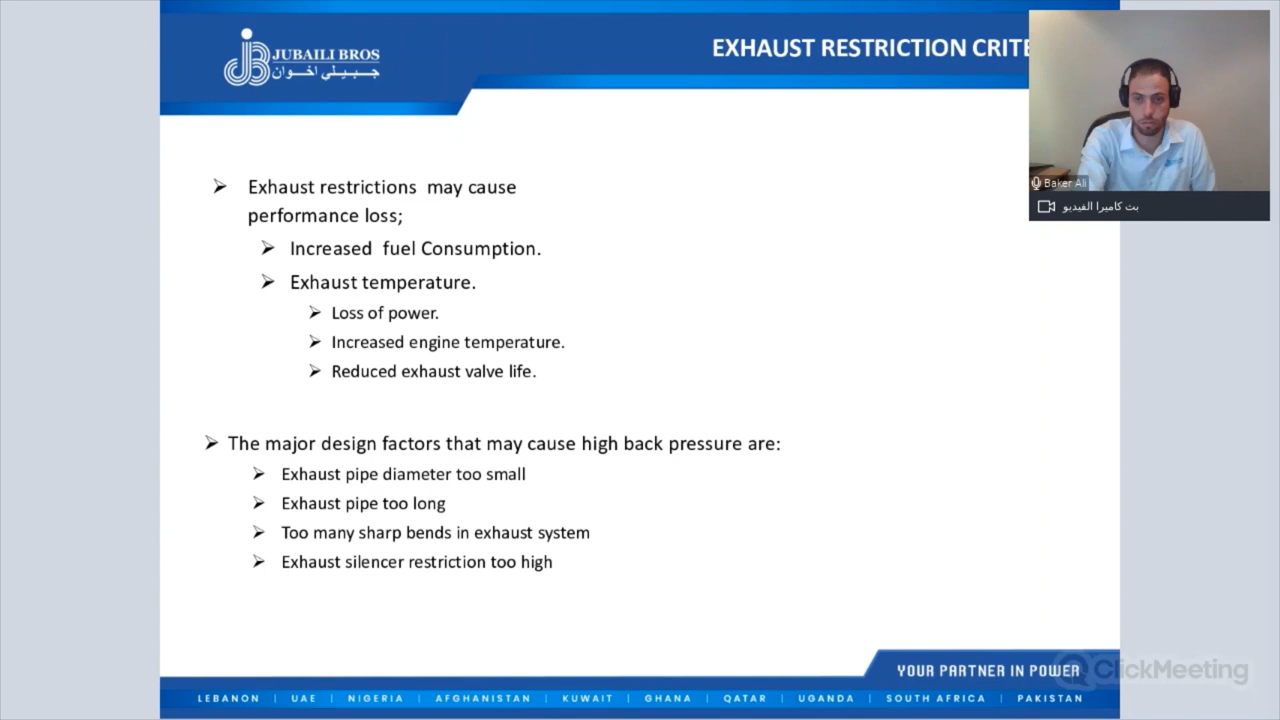 JUBAILI BROS
جبيلي اخوان
EXHAUST RESTRICTION CRITE
Baker Ali
بث كاميرا الفيديو
Exhaust restrictions may cause
performance loss;
Increased fuel Consumption.
Exhaust temperature.
Loss of power.
Increased engine temperature.
Reduced exhaust valve life.
The major design factors that may cause high back pressure are:
Exhaust pipe diameter too small
Exhaust pipe too long
Too many sharp bends in exhaust system
Exhaust silencer restriction too high
YOUR PARTNER IN POWER
ClickMeeting
LEBANON | UAE | NIGERIA | AFGHANISTAN | KUWAIT | GHANA | QATAR | UGANDA | SOUTH AFRICA | PAKISTAN